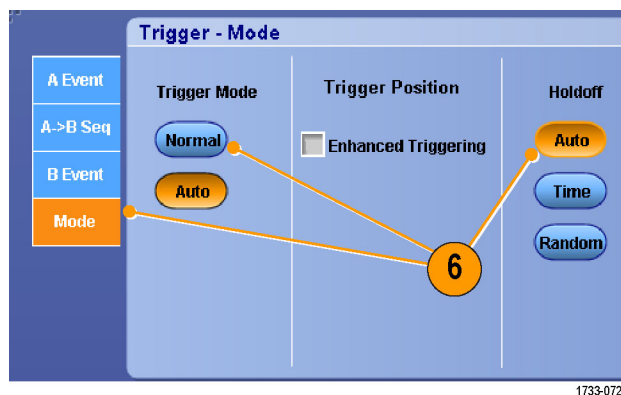 Trigger - Mode
A Event
A->B Seq
B Event
Mode
Trigger Mode
Normal
Auto
Trigger Position
Enhanced Triggering
Holdoff
Auto
Time
Random
6
1733-072